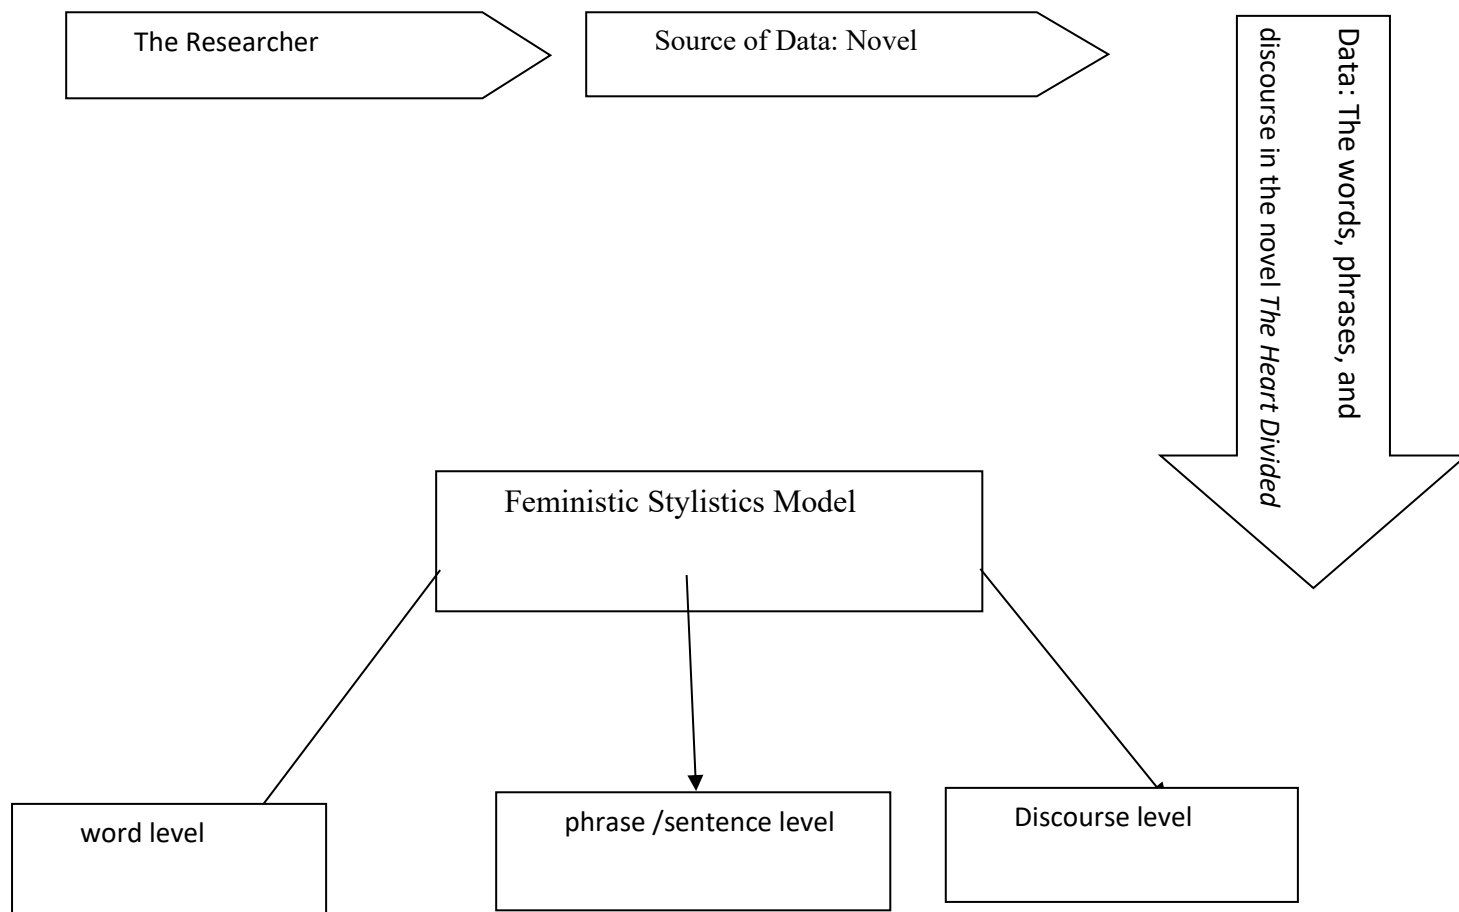 The Researcher
Source of Data: Novel
Data: The words, phrases, and
discourse in the novel The Heart Divided
Feministic Stylistics Model
word level
phrase /sentence level
Discourse level